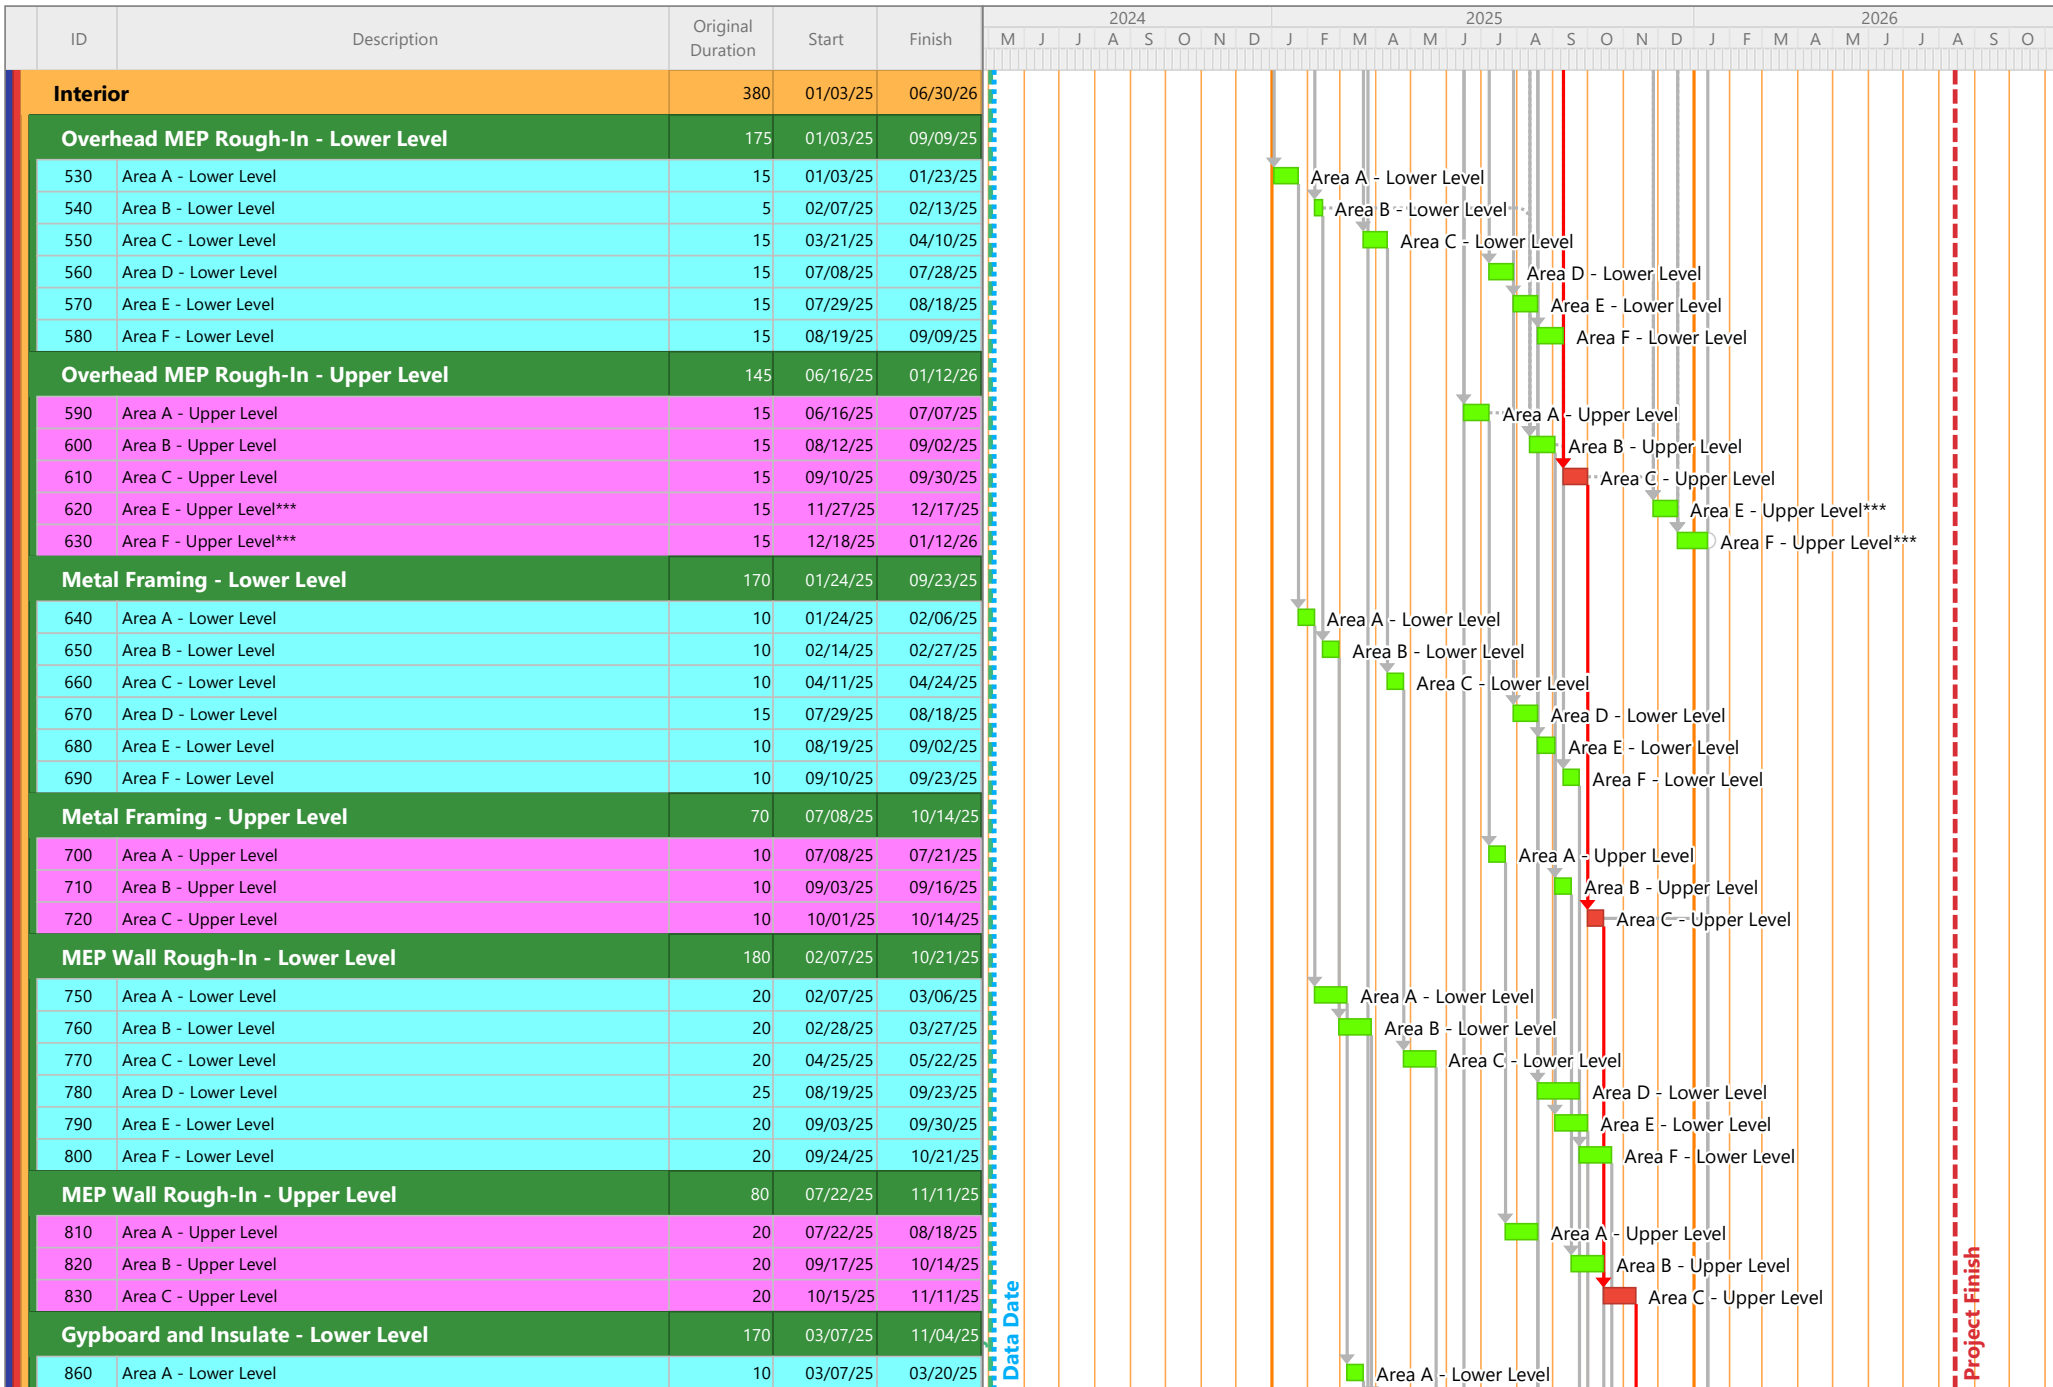 ID Description Original Duration Start Finish
2024 2025 2026
M J J A S O N D J F M A M J J A S O N D J F M A M J J A S O
Interior 380 01/03/25 06/30/26
Overhead MEP Rough-In - Lower Level 175 01/03/25 09/09/25
530 Area A - Lower Level 15 01/03/25 01/23/25 Area A - Lower Level
540 Area B - Lower Level 5 02/07/25 02/13/25 Area B - Lower Level
550 Area C - Lower Level 15 03/21/25 04/10/25 Area C - Lower Level
560 Area D - Lower Level 15 07/08/25 07/28/25 Area D - Lower Level
570 Area E - Lower Level 15 07/29/25 08/18/25 Area E - Lower Level
580 Area F - Lower Level 15 08/19/25 09/09/25 Area F - Lower Level
Overhead MEP Rough-In - Upper Level 145 06/16/25 01/12/26
590 Area A - Upper Level 15 06/16/25 07/07/25 Area A - Upper Level
600 Area B - Upper Level 15 08/12/25 09/02/25 Area B - Upper Level
610 Area C - Upper Level 15 09/10/25 09/30/25 Area C - Upper Level
620 Area E - Upper Level*** 15 11/27/25 12/17/25 Area E - Upper Level***
630 Area F - Upper Level*** 15 12/18/25 01/12/26 Area F - Upper Level***
Metal Framing - Lower Level 170 01/24/25 09/23/25
640 Area A - Lower Level 10 01/24/25 02/06/25 Area A - Lower Level
650 Area B - Lower Level 10 02/14/25 02/27/25 Area B - Lower Level
660 Area C - Lower Level 10 04/11/25 04/24/25 Area C - Lower Level
670 Area D - Lower Level 15 07/29/25 08/18/25 Area D - Lower Level
680 Area E - Lower Level 10 08/19/25 09/02/25 Area E - Lower Level
690 Area F - Lower Level 10 09/10/25 09/23/25 Area F - Lower Level
Metal Framing - Upper Level 70 07/08/25 10/14/25
700 Area A - Upper Level 10 07/08/25 07/21/25 Area A - Upper Level
710 Area B - Upper Level 10 09/03/25 09/16/25 Area B - Upper Level
720 Area C - Upper Level 10 10/01/25 10/14/25 Area C - Upper Level
MEP Wall Rough-In - Lower Level 180 02/07/25 10/21/25
750 Area A - Lower Level 20 02/07/25 03/06/25 Area A - Lower Level
760 Area B - Lower Level 20 02/28/25 03/27/25 Area B - Lower Level
770 Area C - Lower Level 20 04/25/25 05/22/25 Area C - Lower Level
780 Area D - Lower Level 25 08/19/25 09/23/25 Area D - Lower Level
790 Area E - Lower Level 20 09/03/25 09/30/25 Area E - Lower Level
800 Area F - Lower Level 20 09/24/25 10/21/25 Area F - Lower Level
MEP Wall Rough-In - Upper Level 80 07/22/25 11/11/25
810 Area A - Upper Level 20 07/22/25 08/18/25 Area A - Upper Level
820 Area B - Upper Level 20 09/17/25 10/14/25 Area B - Upper Level
830 Area C - Upper Level 20 10/15/25 11/11/25 Area C - Upper Level
Gypboard and Insulate - Lower Level 170 03/07/25 11/04/25
860 Area A - Lower Level 10 03/07/25 03/20/25 Area A - Lower Level
Data Date
Project Finish